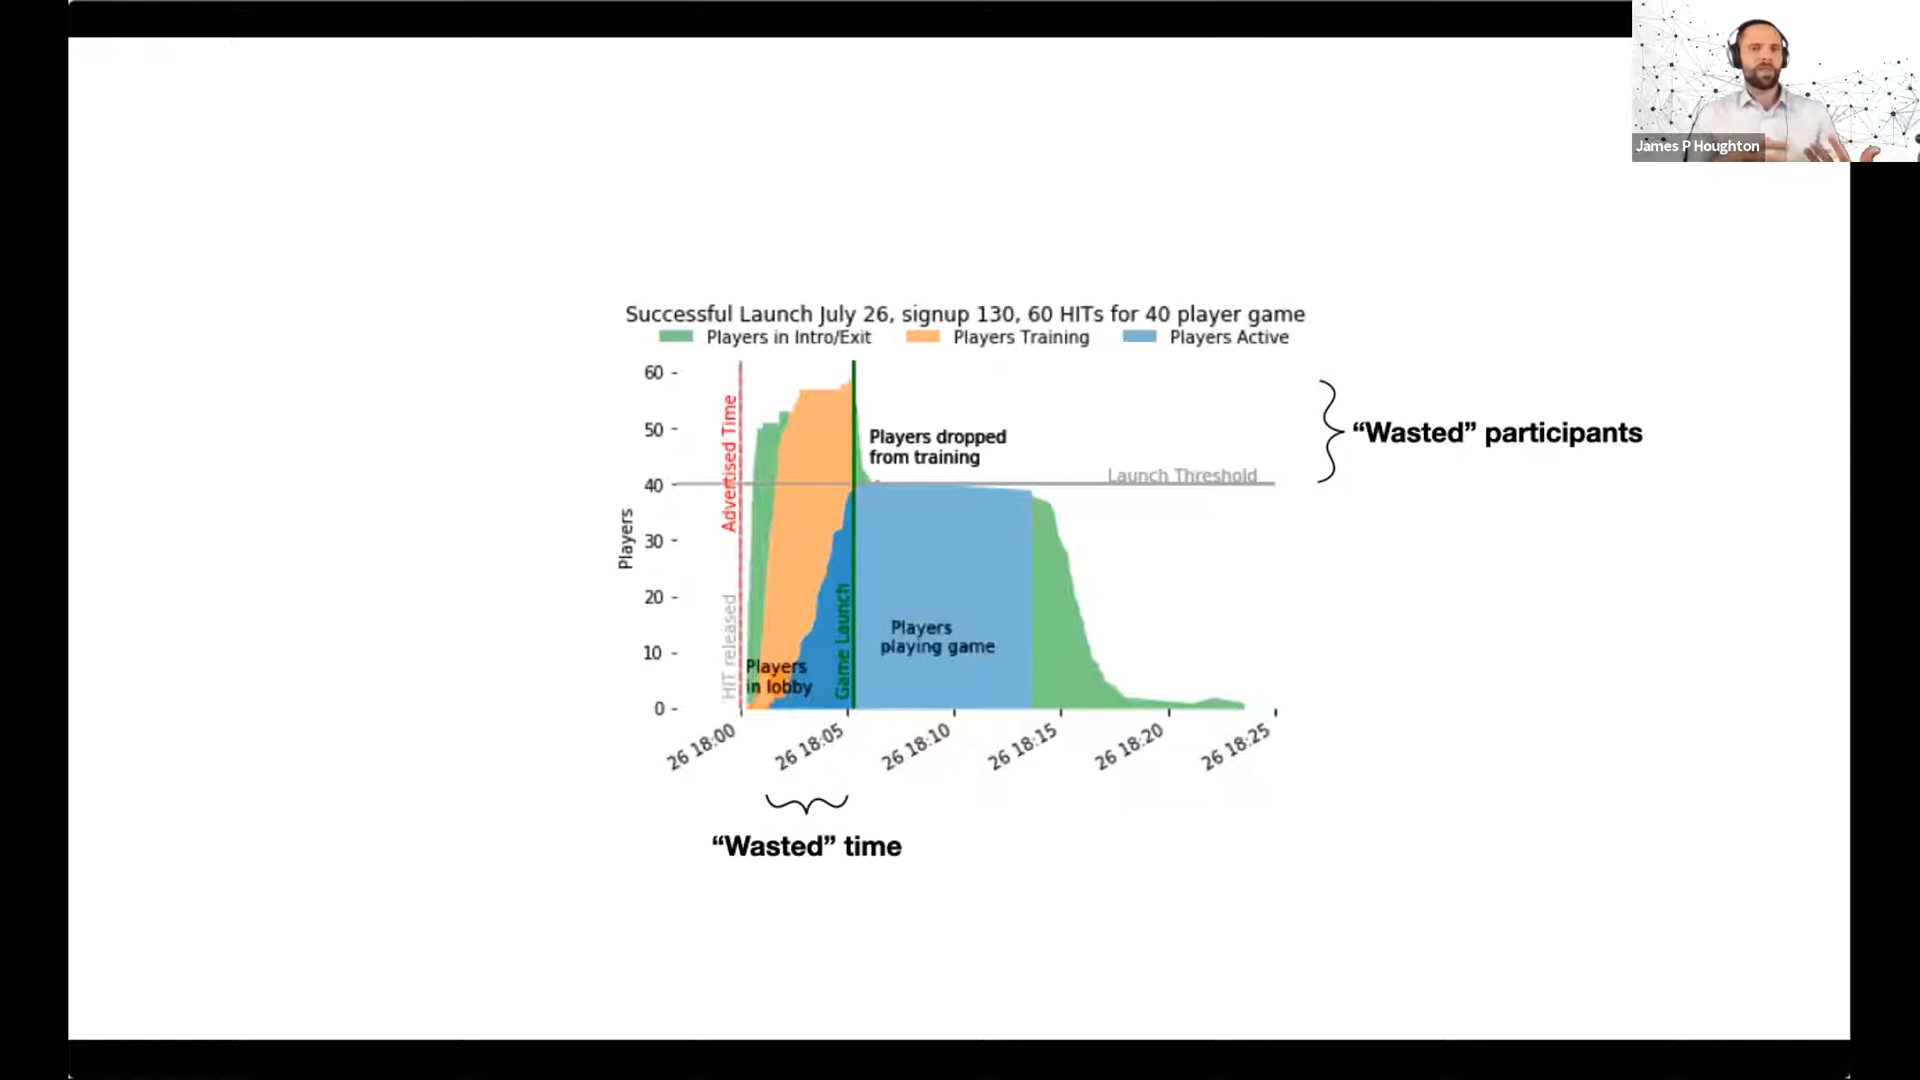 James P Houghton
Successful Launch July 26, signup 130, 60 HITs for 40 player game
Players in Intro/Exit
Players Training
Players Active
60
50
40
30
20
10
0
Players
Advertised Time
HIT released
Game Launch
Players dropped
from training
Launch Threshold
Players
in lobby
Players
playing game
26 18:00
26 18:05
26 18:10
26 18:15
26 18:20
26 18:25
“Wasted” participants
“Wasted” time